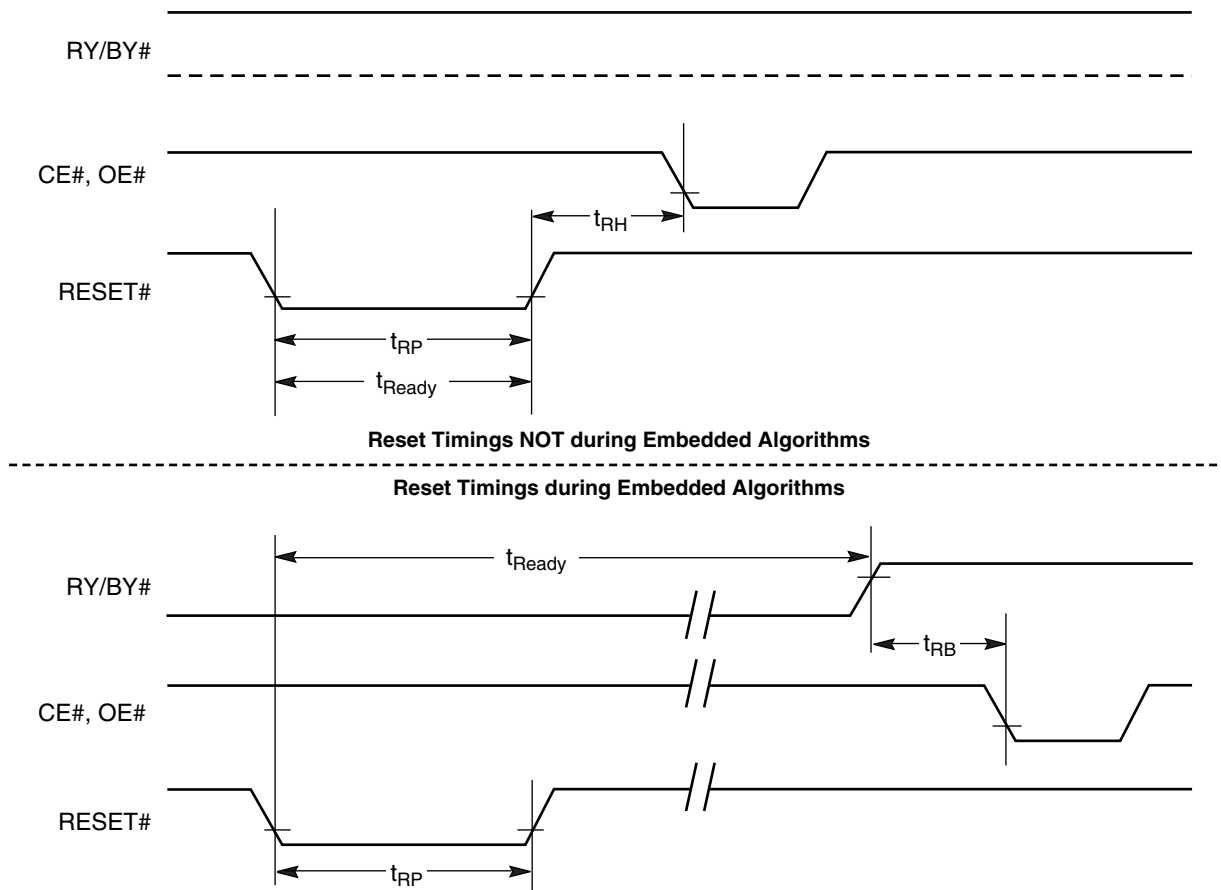 RY/BY#
CE#, OE#
tRH
RESET#
tRP
tReady
Reset Timings NOT during Embedded Algorithms
Reset Timings during Embedded Algorithms
tReady
RY/BY#
tRB
CE#, OE#
RESET#
tRP